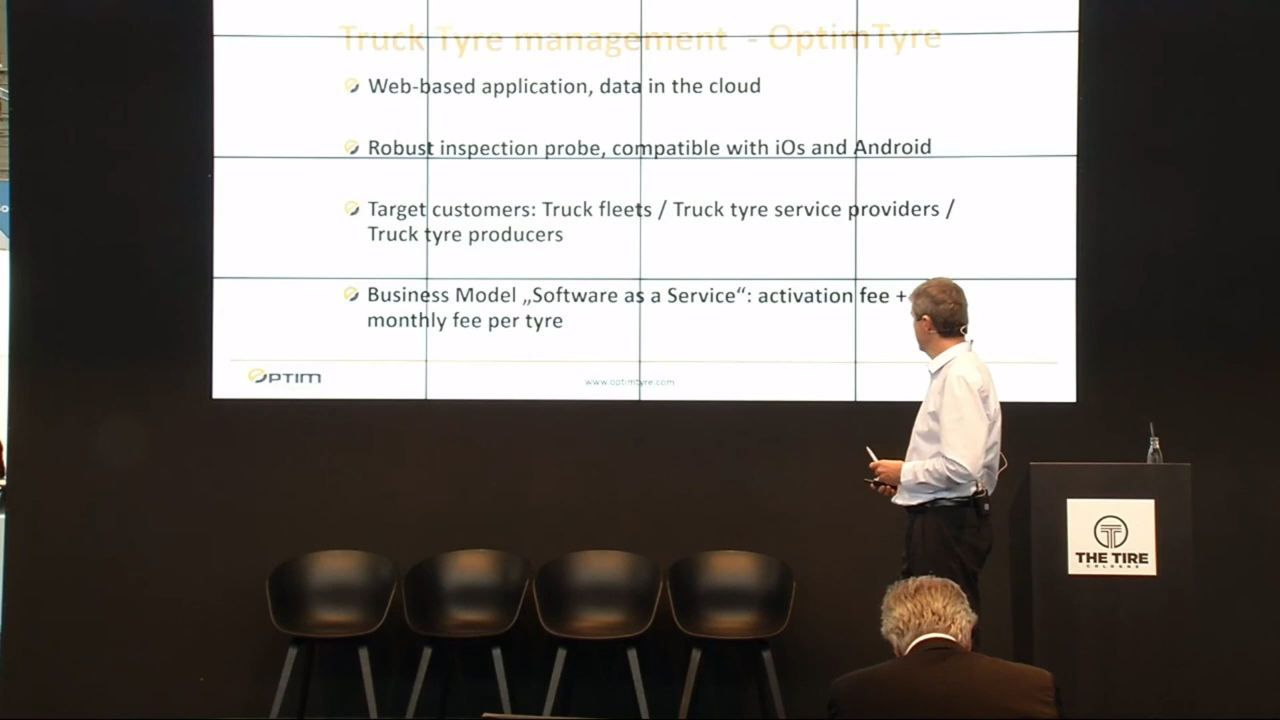 Truck Tyre management - OptimTyre
Web-based application, data in the cloud
Robust inspection probe, compatible with iOs and Android
Target customers: Truck fleets / Truck tyre service providers /
Truck tyre producers
Business Model „Software as a Service“: activation fee +
monthly fee per tyre
OPTIM
www.optimtyre.com
THE TIRE
COLOGNE